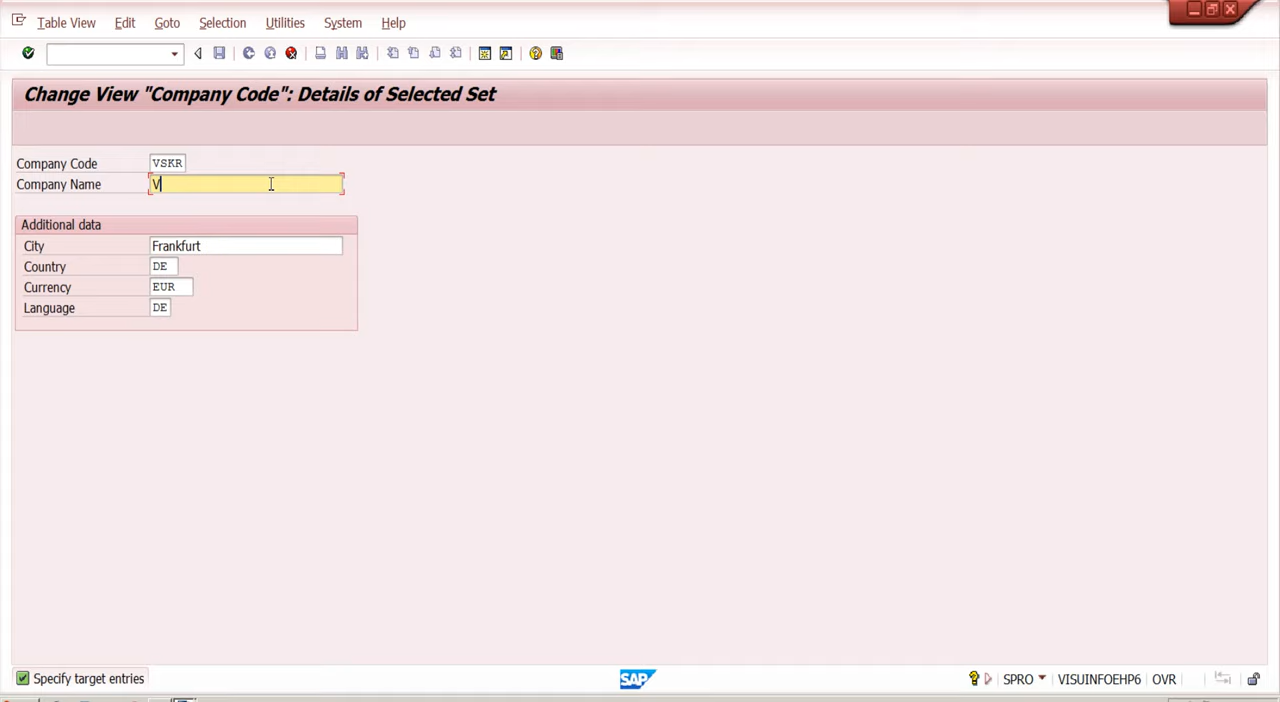 Table View Edit Goto Selection Utilities System Help
Change View "Company Code": Details of Selected Set
Company Code VSKR
Company Name V
Additional data
City Frankfurt
Country DE
Currency EUR
Language DE
Specify target entries SAP SPRO VISUINFOEHP6 OVR